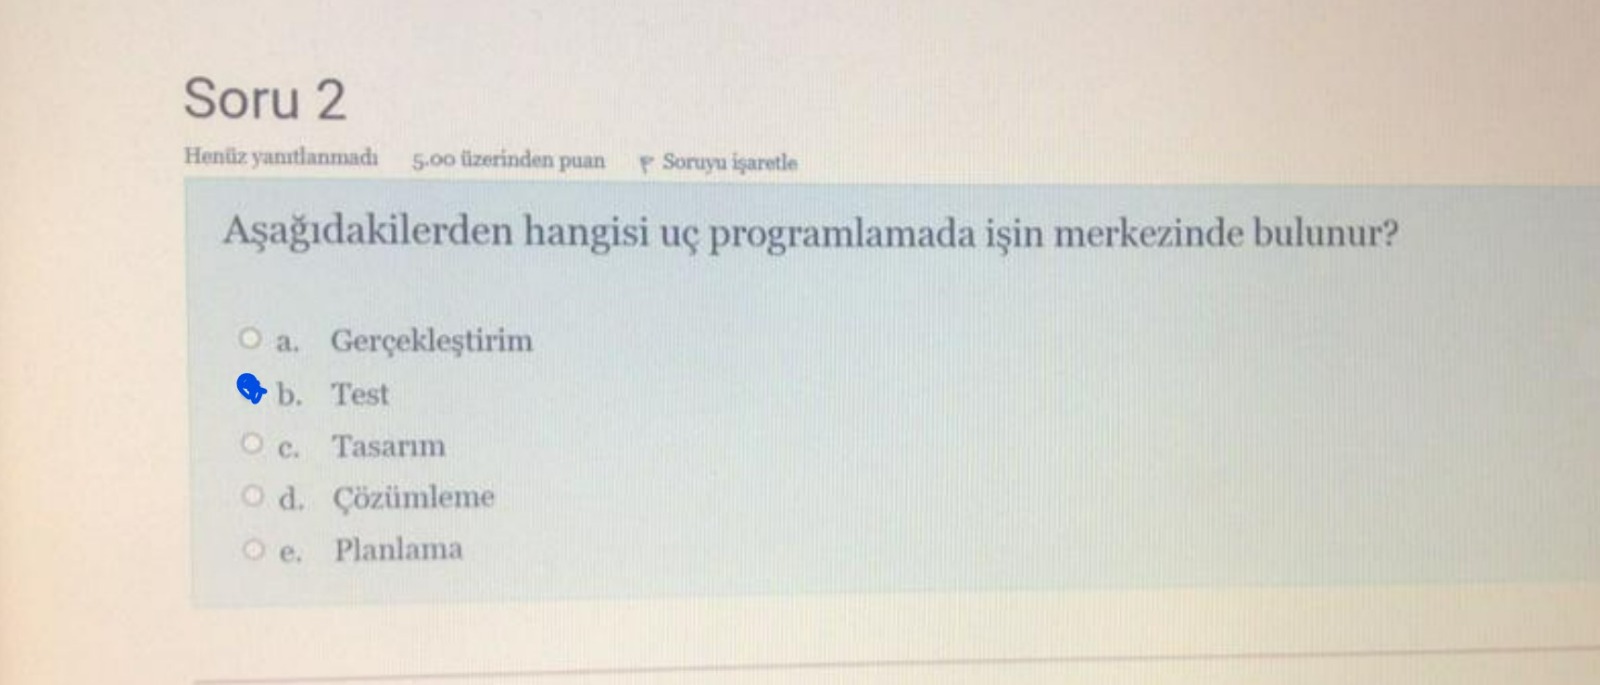 Soru 2
Henüz yanıtlanmadı 5.00 üzerinden puan Soruyu işaretle
Aşağıdakilerden hangisi uç programlamada işin merkezinde bulunur?
a. Gerçekleştirim
b. Test
c. Tasarım
d. Çözümleme
e. Planlama